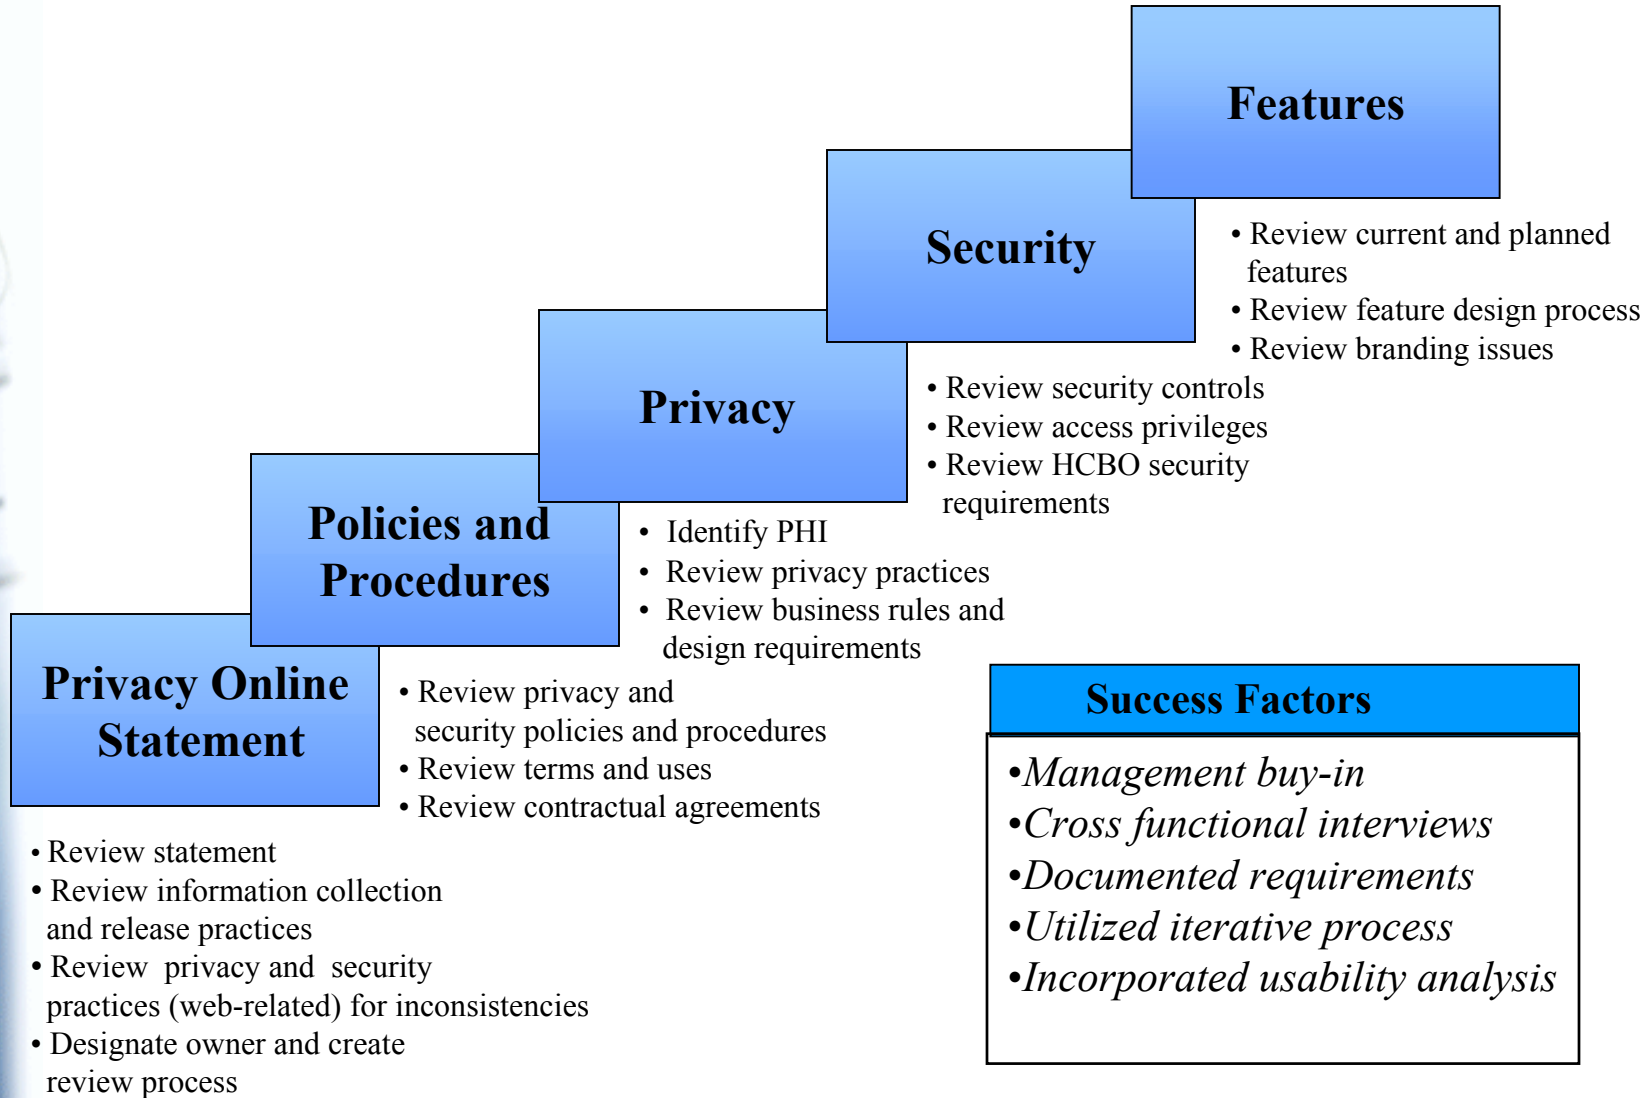 Features
• Review current and planned
features
• Review feature design process
• Review branding issues
Security
• Review security controls
• Review access privileges
• Review HCBO security
requirements
Privacy
• Identify PHI
• Review privacy practices
• Review business rules and
design requirements
Policies and
Procedures
• Review privacy and
security policies and procedures
• Review terms and uses
• Review contractual agreements
Privacy Online
Statement
• Review statement
• Review information collection
and release practices
• Review privacy and security
practices (web-related) for inconsistencies
• Designate owner and create
review process
Success Factors
•Management buy-in
•Cross functional interviews
•Documented requirements
•Utilized iterative process
•Incorporated usability analysis